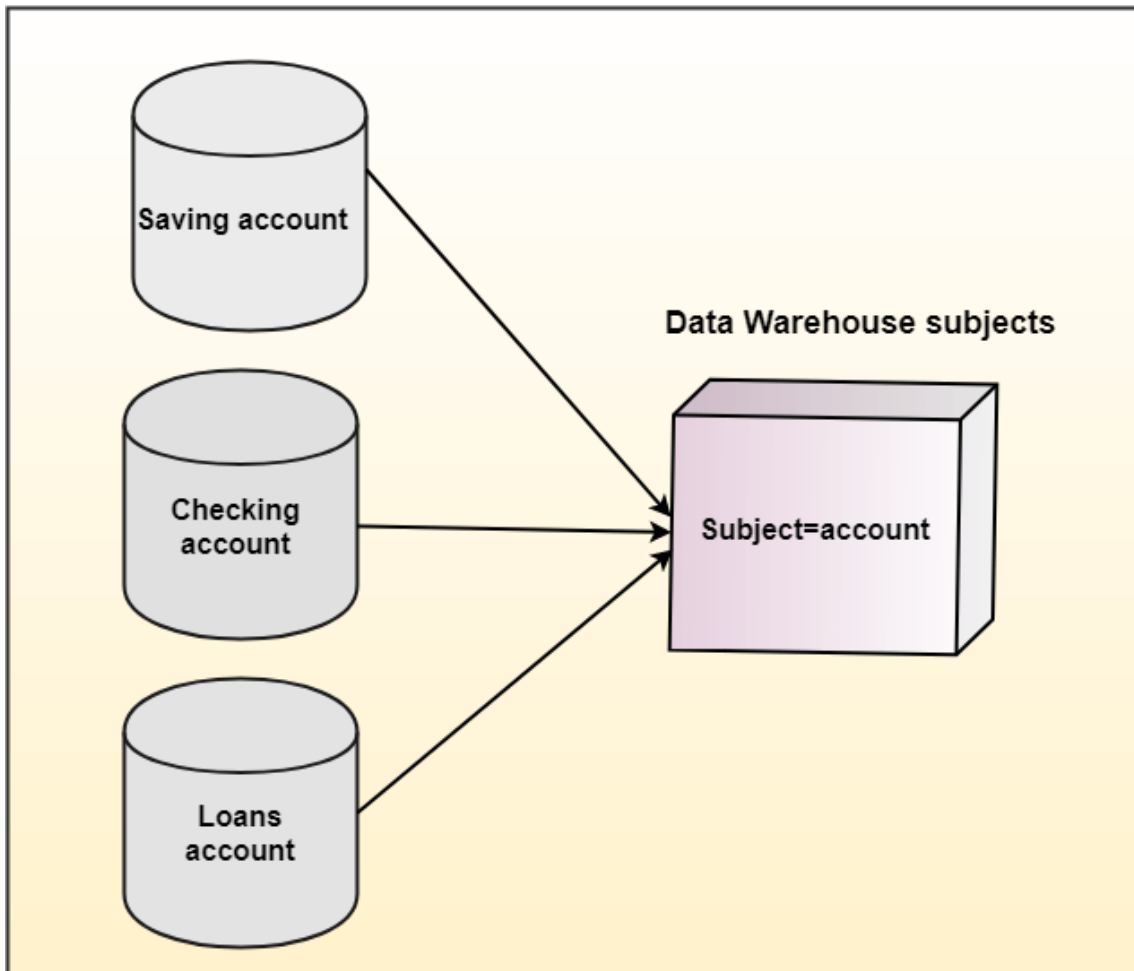 Saving account
Data Warehouse subjects
Checking
account
Subject=account
Loans
account